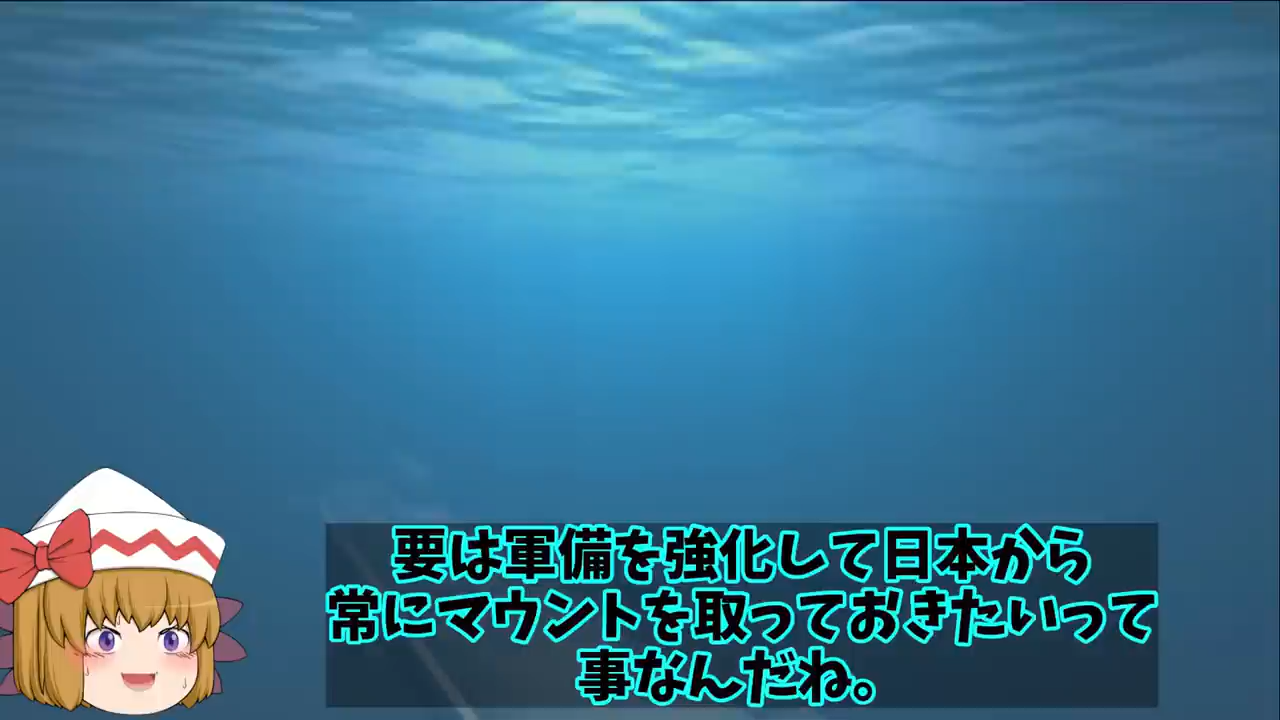 要は軍備を強化して日本から
常にマウントを取っておきたいって
事なんだね。